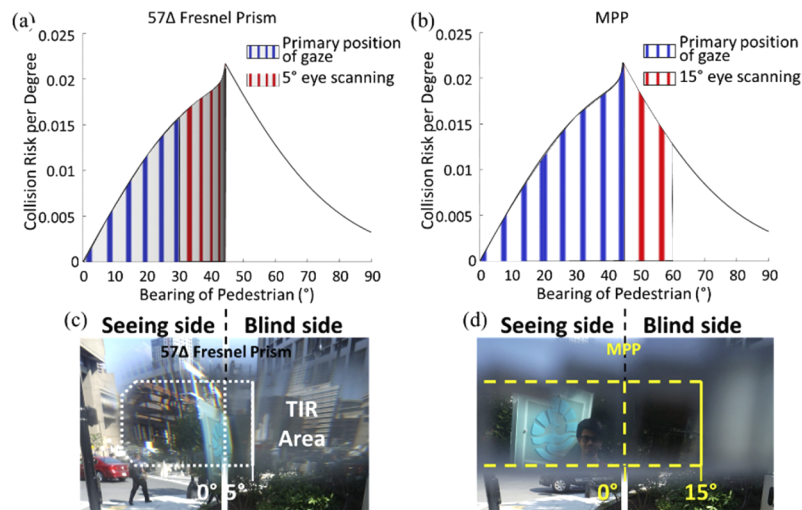 (a)
57Δ Fresnel Prism
Collision Risk per Degree
0.025
0.02
0.015
0.01
0.005
0
Primary position
of gaze
5° eye scanning
0 10 20 30 40 50 60 70 80 90
Bearing of Pedestrian (°)
(b)
MPP
Collision Risk per Degree
0.025
0.02
0.015
0.01
0.005
0
Primary position
of gaze
15° eye scanning
0 10 20 30 40 50 60 70 80 90
Bearing of Pedestrian (°)
(c)
Seeing side Blind side
57Δ Fresnel Prism
TIR
Area
0° 5°
(d)
Seeing side Blind side
MPP
0° 15°